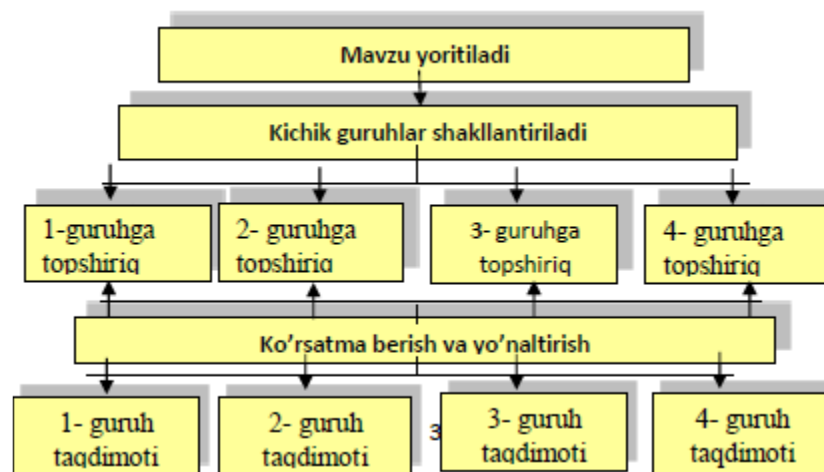 Mavzu yoritiladi
Kichik guruhlar shakllantiriladi
1-guruhga
topshiriq
2- guruhga
topshiriq
3- guruhga
topshiriq
4- guruhga
topshiriq
Ko’rsatma berish va yo’naltirish
1- guruh
taqdimoti
2- guruh
taqdimoti
3
3- guruh
taqdimoti
4- guruh
taqdimoti